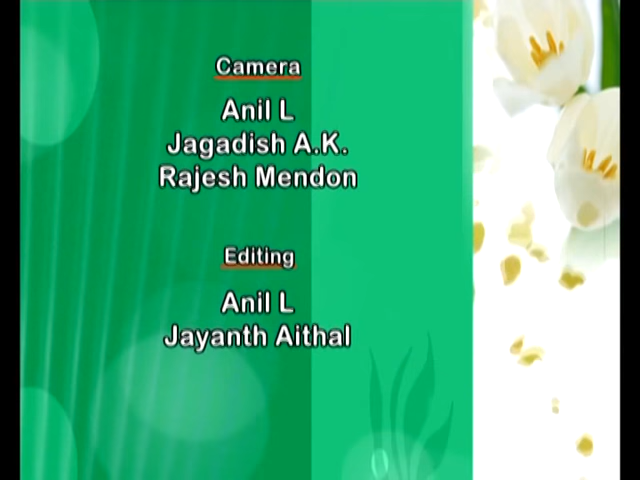 Camera
Anil L
Jagadish A.K.
Rajesh Mendon
Editing
Anil L
Jayanth Aithal